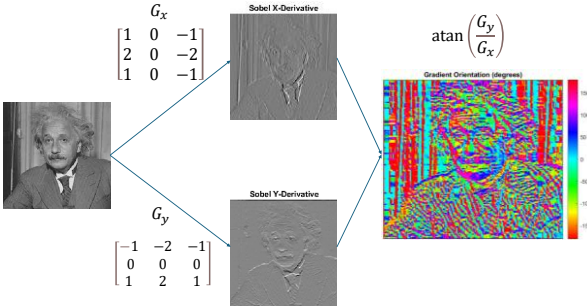 G_x
[1 0 −1]
[2 0 −2]
[1 0 −1]
Sobel X-Derivative
atan(G_y/G_x)
Gradient Orientation (degrees)
150
100
50
0
-50
-100
-150
G_y
[−1 −2 −1]
[0 0 0]
[1 2 1]
Sobel Y-Derivative